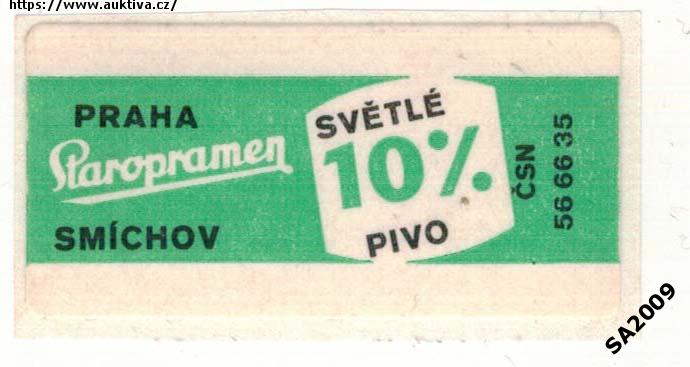 https://www.auktiva.cz/
PRAHA
Staropramen
SMÍCHOV
SVĚTLÉ
10%
PIVO
ČSN
56 66 35
SA2009